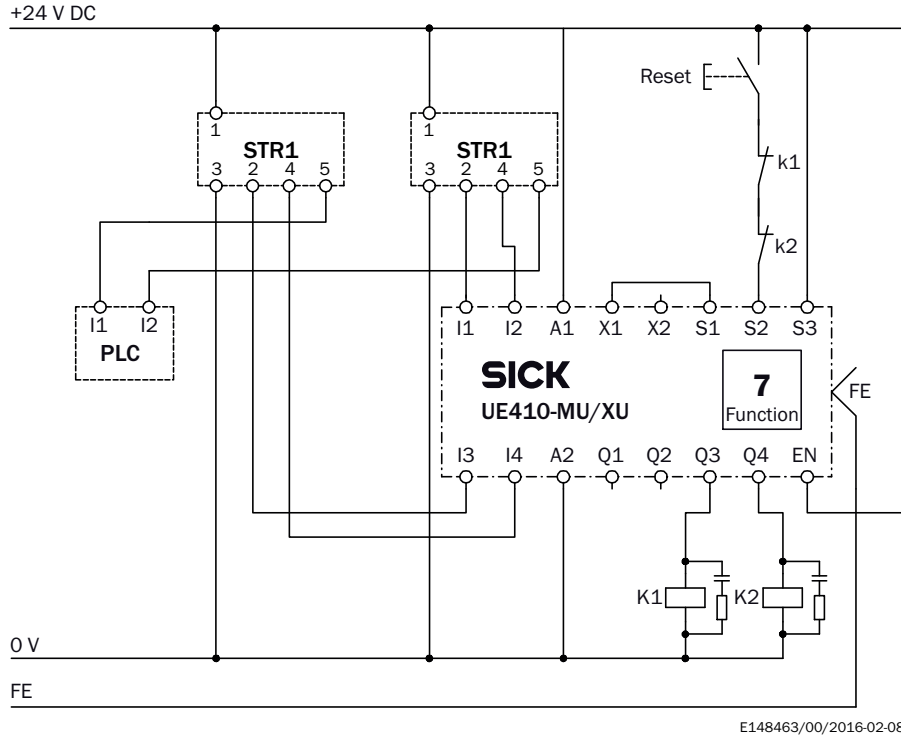 +24 V DC
Reset
1 1
STR1 STR1
3 2 4 5 3 2 4 5
k1
k2
I1 I2
PLC
I1 I2 A1 X1 X2 S1 S2 S3
SICK
UE410-MU/XU
7
Function
FE
I3 I4 A2 Q1 Q2 Q3 Q4 EN
K1 K2
0 V
FE
E148463/00/2016-02-08